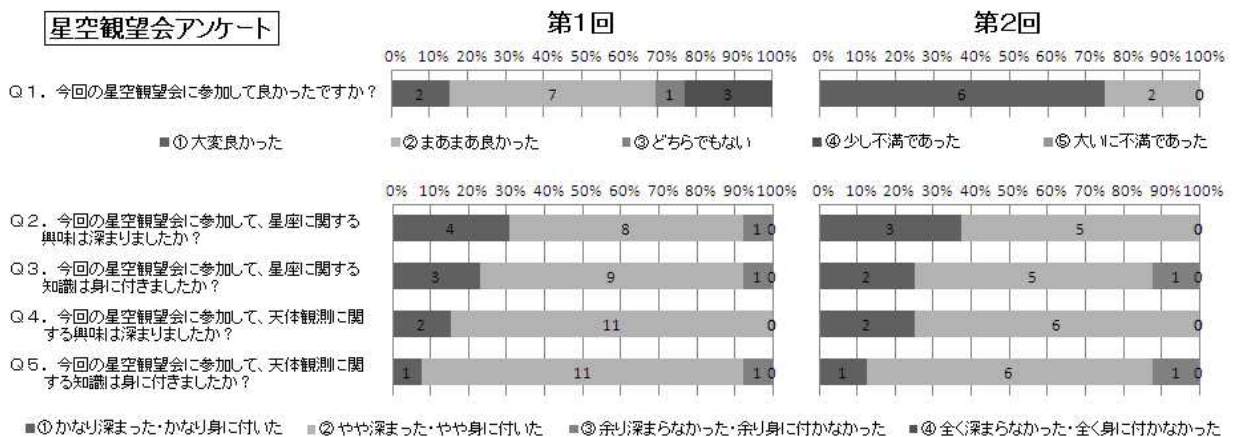 星空観望会アンケート
第1回
第2回
0% 10% 20% 30% 40% 50% 60% 70% 80% 90% 100%
0% 10% 20% 30% 40% 50% 60% 70% 80% 90% 100%
Q1. 今回の星空観望会に参加して良かったですか?
2 7 1 3
6 2 0
■①大変良かった ■②まあまあ良かった ■③どちらでもない ■④少し不満であった ■⑤大いに不満であった
0% 10% 20% 30% 40% 50% 60% 70% 80% 90% 100%
0% 10% 20% 30% 40% 50% 60% 70% 80% 90% 100%
Q2. 今回の星空観望会に参加して、星座に関する
興味は深まりましたか?
4 8 1 0
3 5 0
Q3. 今回の星空観望会に参加して、星座に関する
知識は身に付きましたか?
3 9 1 0
2 5 1 0
Q4. 今回の星空観望会に参加して、天体観測に関
する興味は深まりましたか?
2 11 0
2 6 0
Q5. 今回の星空観望会に参加して、天体観測に関
する知識は身に付きましたか?
1 11 1 0
1 6 1 0
■①かなり深まった・かなり身に付いた ■②やや深まった・やや身に付いた ■③余り深まらなかった・余り身に付かなかった ■④全く深まらなかった・全く身に付かなかった